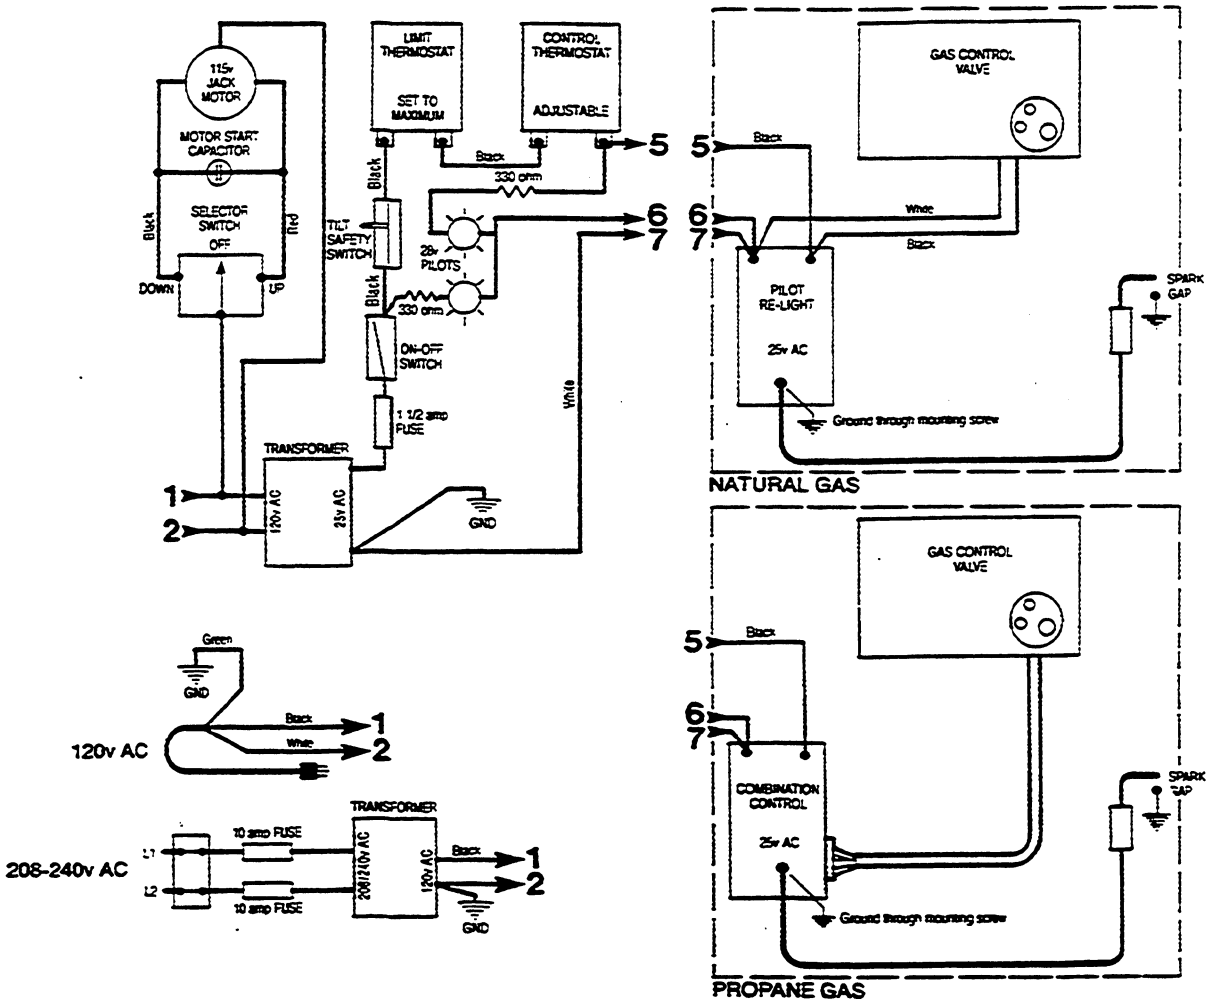 115v
JACK
MOTOR
MOTOR START
CAPACITOR
Black
SELECTOR
SWITCH
Red
OFF
DOWN
UP
LIMIT
THERMOSTAT
SET TO
MAXIMUM
CONTROL
THERMOSTAT
ADJUSTABLE
Black
5
Black
330 ohm
TILT
SAFETY
SWITCH
28v
PILOTS
6
7
Black
330 ohm
ON-OFF
SWITCH
White
1 1/2 amp
FUSE
TRANSFORMER
1
2
120v AC
25v AC
GND
GAS CONTROL
VALVE
5
Black
6
7
White
Black
PILOT
RE-LIGHT
25v AC
SPARK
GAP
Ground through mounting screw
NATURAL GAS
GAS CONTROL
VALVE
5
Black
6
7
COMBINATION
CONTROL
25v AC
SPARK
GAP
Ground through mounting screw
PROPANE GAS
Green
GND
120v AC
Black
1
White
2
208-240v AC
L1
L2
10 amp FUSE
10 amp FUSE
TRANSFORMER
208/240v AC
120v AC
Black
1
2
GND